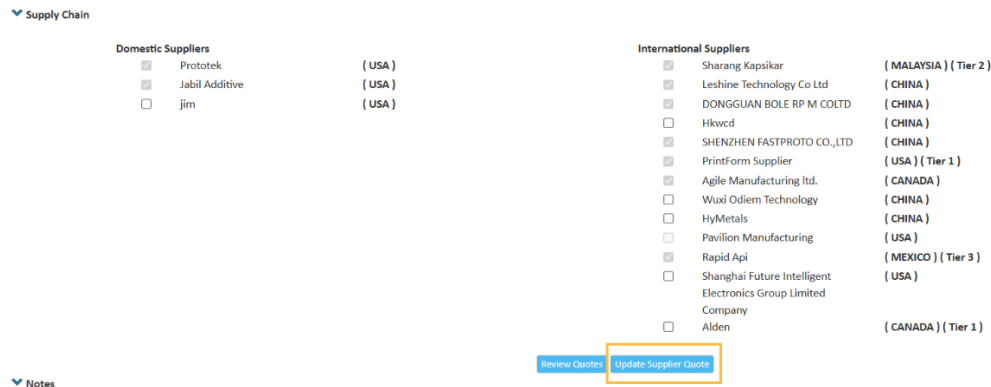 Supply Chain
Domestic Suppliers
Prototek ( USA )
Jabil Additive ( USA )
jim ( USA )
International Suppliers
Sharang Kapsikar ( MALAYSIA ) ( Tier 2 )
Leshine Technology Co Ltd ( CHINA )
DONGGUAN BOLE RP M COLTD ( CHINA )
Hkwcd ( CHINA )
SHENZHEN FASTPROTO CO.,LTD ( CHINA )
PrintForm Supplier ( USA ) ( Tier 1 )
Agile Manufacturing ltd. ( CANADA )
Wuxi Odiem Technology ( CHINA )
HyMetals ( CHINA )
Pavilion Manufacturing ( USA )
Rapid Api ( MEXICO ) ( Tier 3 )
Shanghai Future Intelligent ( USA )
Electronics Group Limited
Company
Alden ( CANADA ) ( Tier 1 )
Review Quotes Update Supplier Quote
Notes